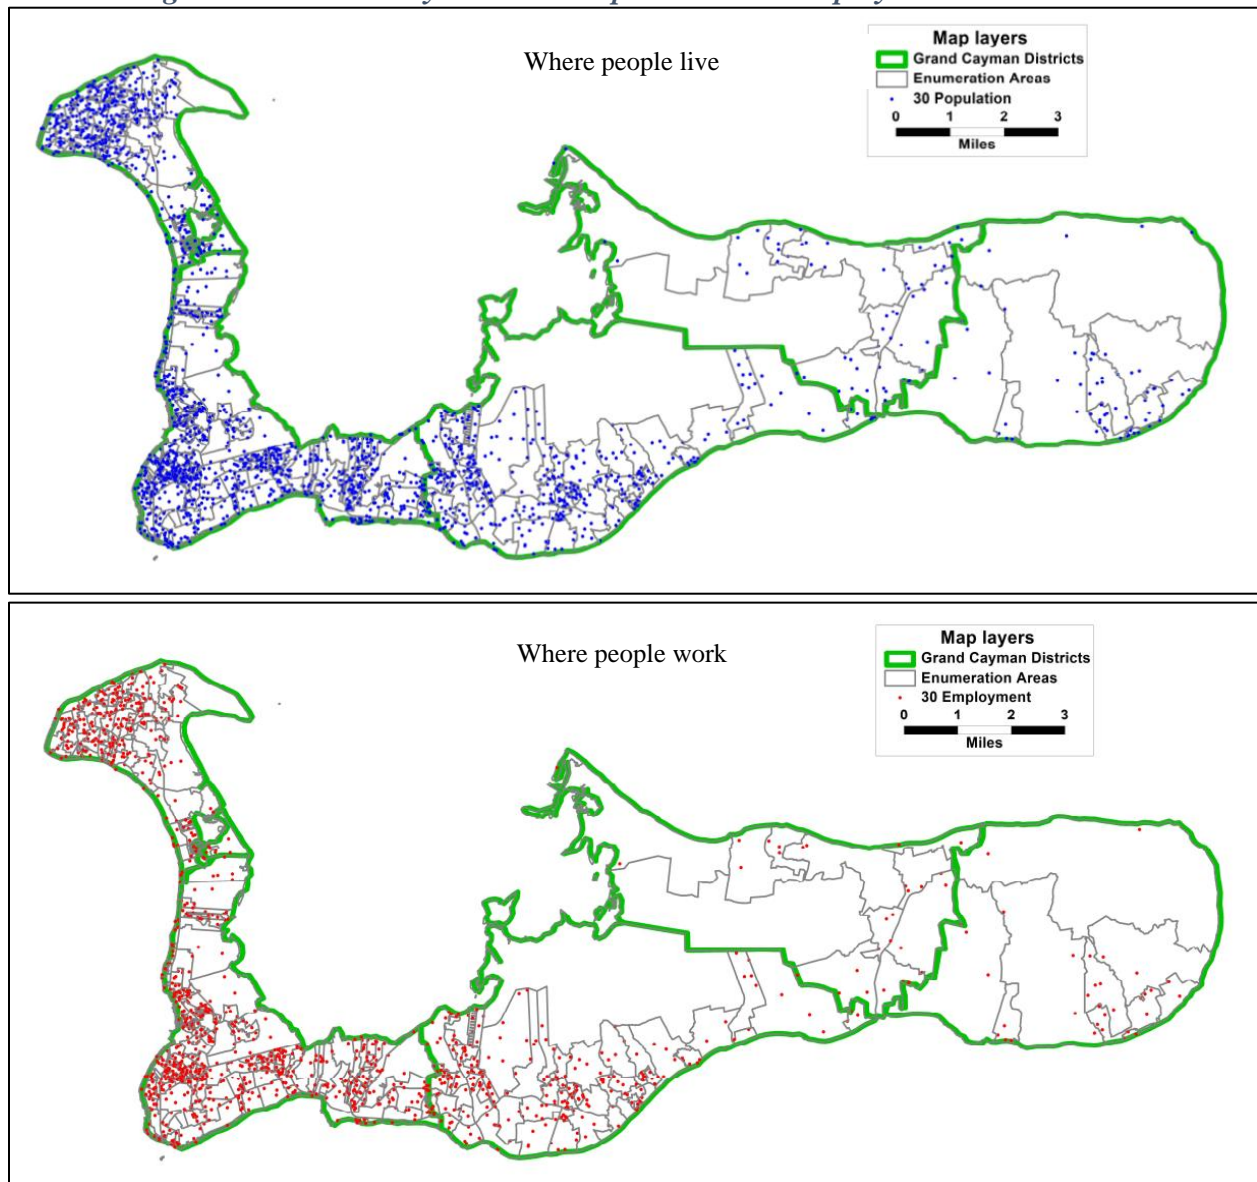 Where people live
Map layers
Grand Cayman Districts
Enumeration Areas
30 Population
0 1 2 3
Miles
Where people work
Map layers
Grand Cayman Districts
Enumeration Areas
30 Employment
0 1 2 3
Miles